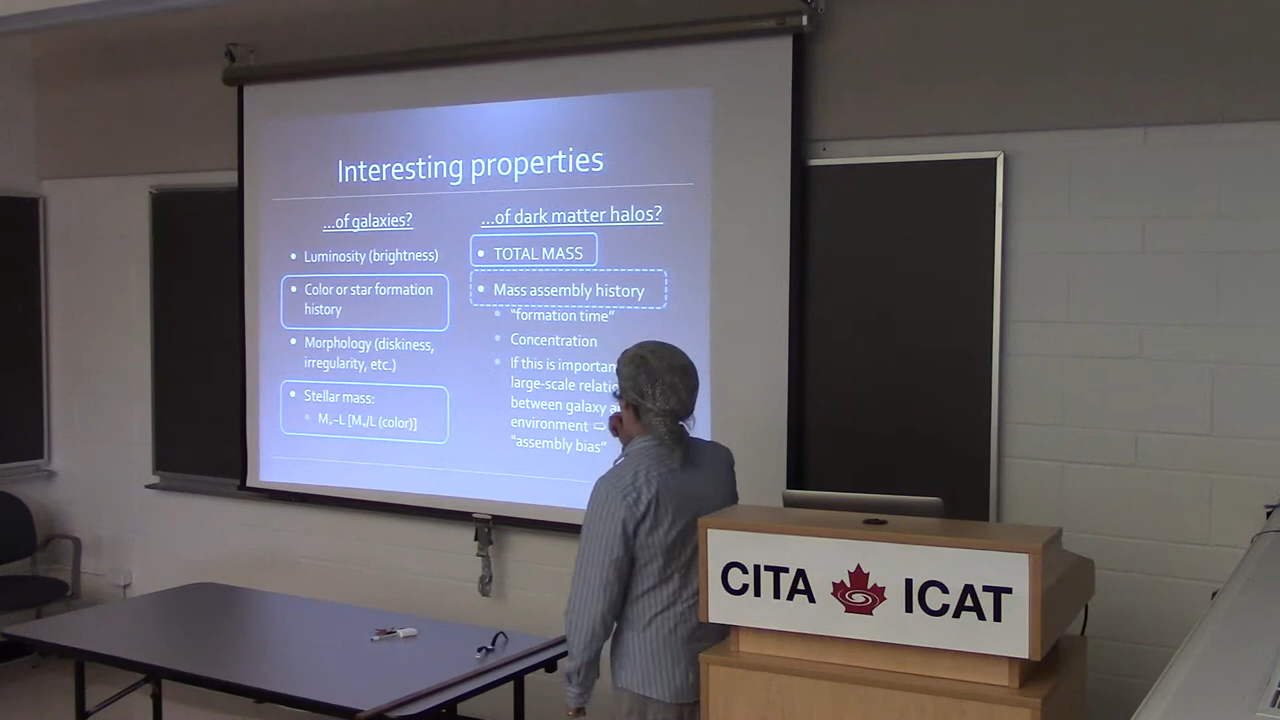 Interesting properties
...of galaxies?
• Luminosity (brightness)
• Color or star formation
history
• Morphology (diskiness,
irregularity, etc.)
• Stellar mass:
• M*–L [M*/L (color)]
...of dark matter halos?
• TOTAL MASS
• Mass assembly history
• “formation time”
• Concentration
• If this is important
large-scale
between galaxy
environment ⇨
“assembly bias”
CITA ICAT